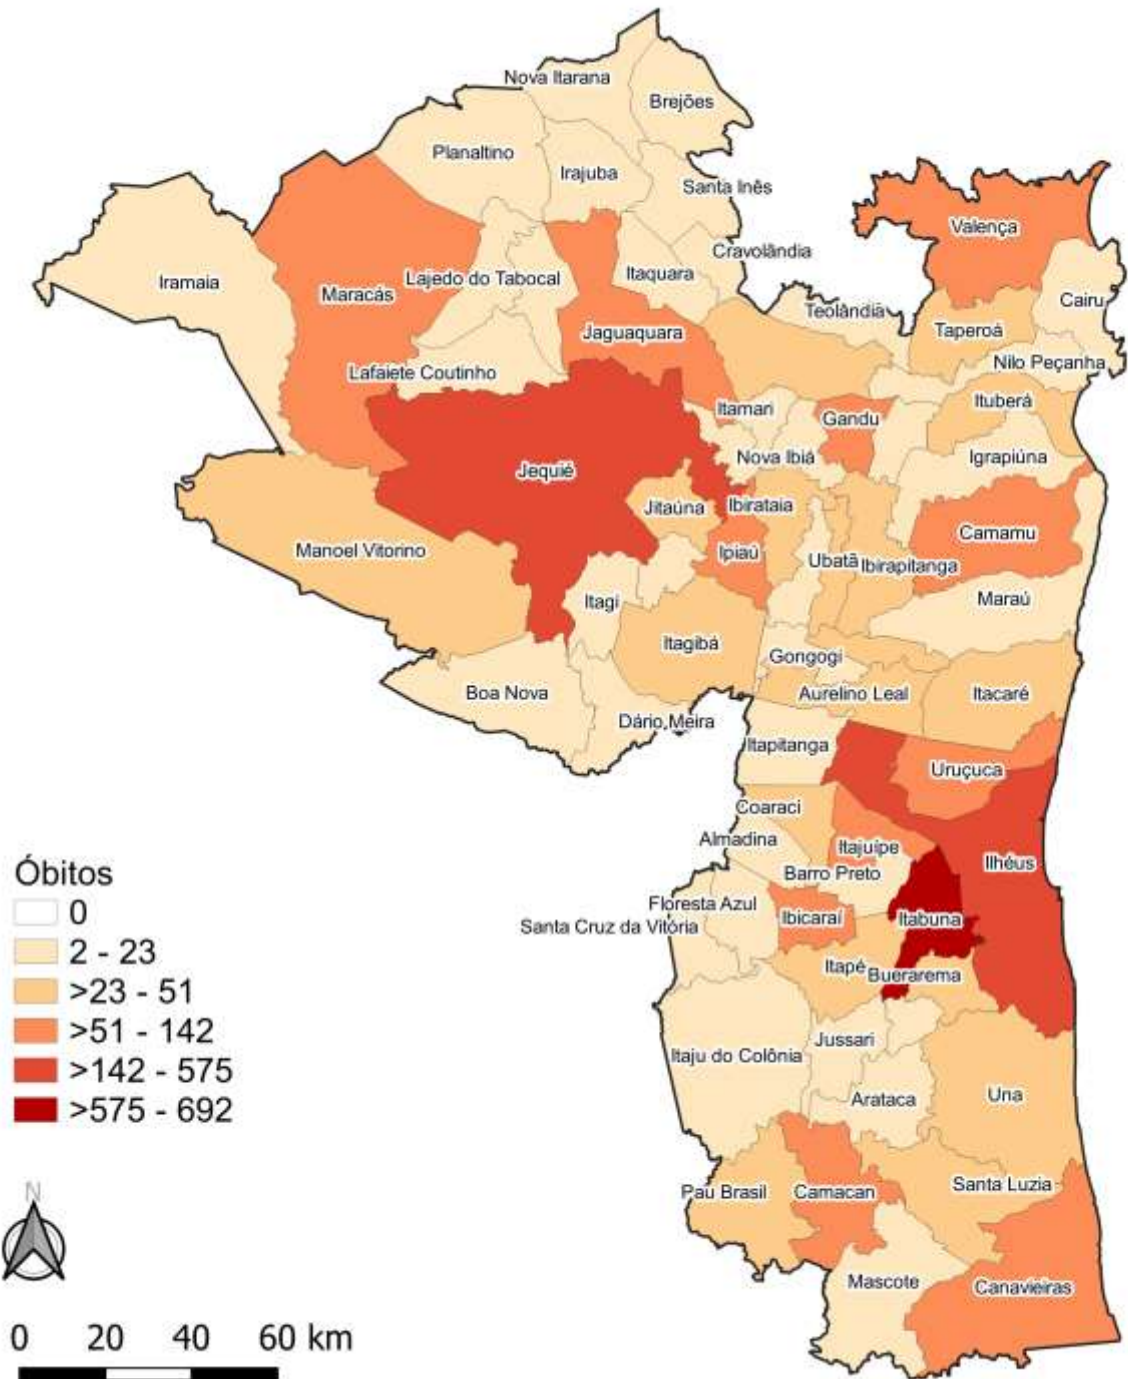 Nova Itarana
Brejões
Planaltino
Irajuba
Santa Inês
Valença
Cravolândia
Itaquara
Lajedo do Tabocal
Iramaia
Maracás
Cairu
Teolândia
Taperoá
Jaguaquara
Nilo Peçanha
Lafaiete Coutinho
Ituberá
Itamari
Gandu
Nova Ibiá
Igrapiúna
Jequié
Jitaúna
Ibirataia
Camamu
Manoel Vitorino
Ipiaú
Ubatã
Ibirapitanga
Itagi
Maraú
Itagibá
Gongogi
Boa Nova
Aurelino Leal
Itacaré
Dário Meira
Itapitanga
Uruçuca
Coaraci
Almadina
Itajuípe
Ilhéus
Barro Preto
Floresta Azul
Ibicaraí
Itabuna
Santa Cruz da Vitória
Itapé
Buerarema
Jussari
Itaju do Colônia
Arataca
Una
Pau Brasil
Camacan
Santa Luzia
Mascote
Canavieiras
Óbitos
0
2 - 23
>23 - 51
>51 - 142
>142 - 575
>575 - 692
N
0 20 40 60 km